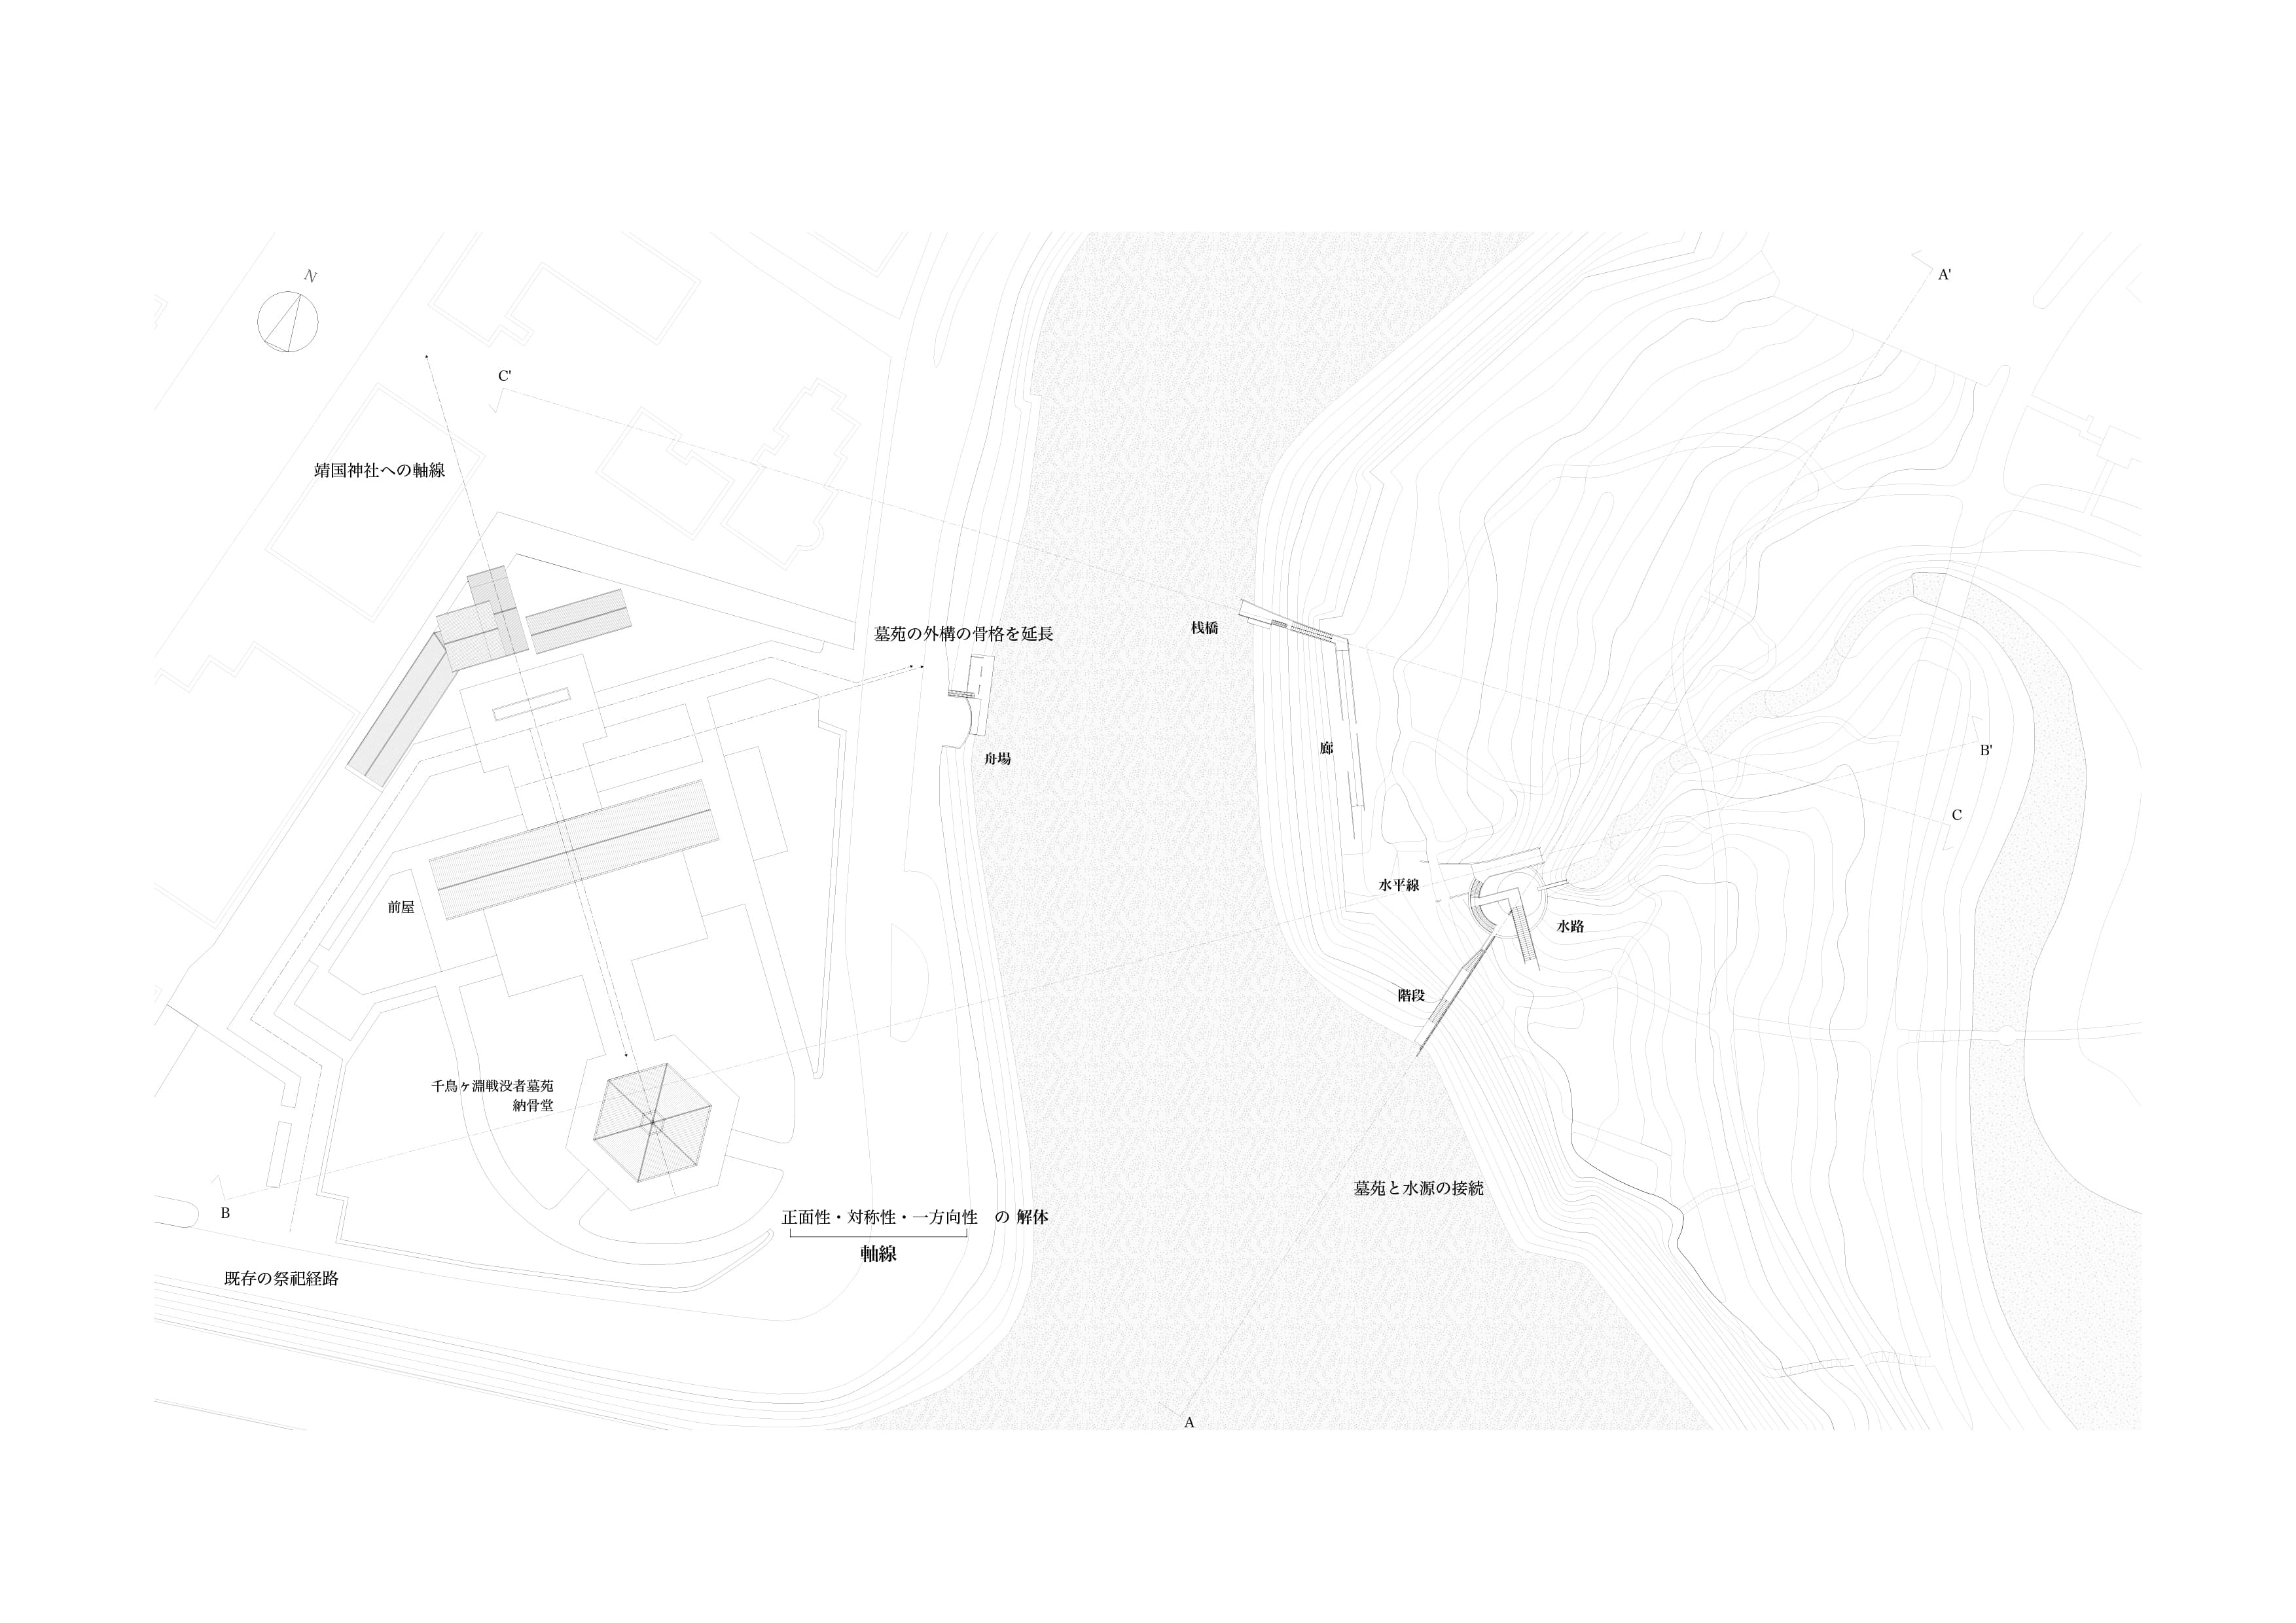 N
A'
C'
靖国神社への軸線
桟橋
墓苑の外構の骨格を延長
廊
B'
舟場
C
水平線
前屋
水路
階段
千鳥ヶ淵戦没者墓苑
納骨堂
墓苑と水源の接続
B
正面性・対称性・一方向性 の 解体
軸線
既存の祭祀経路
A